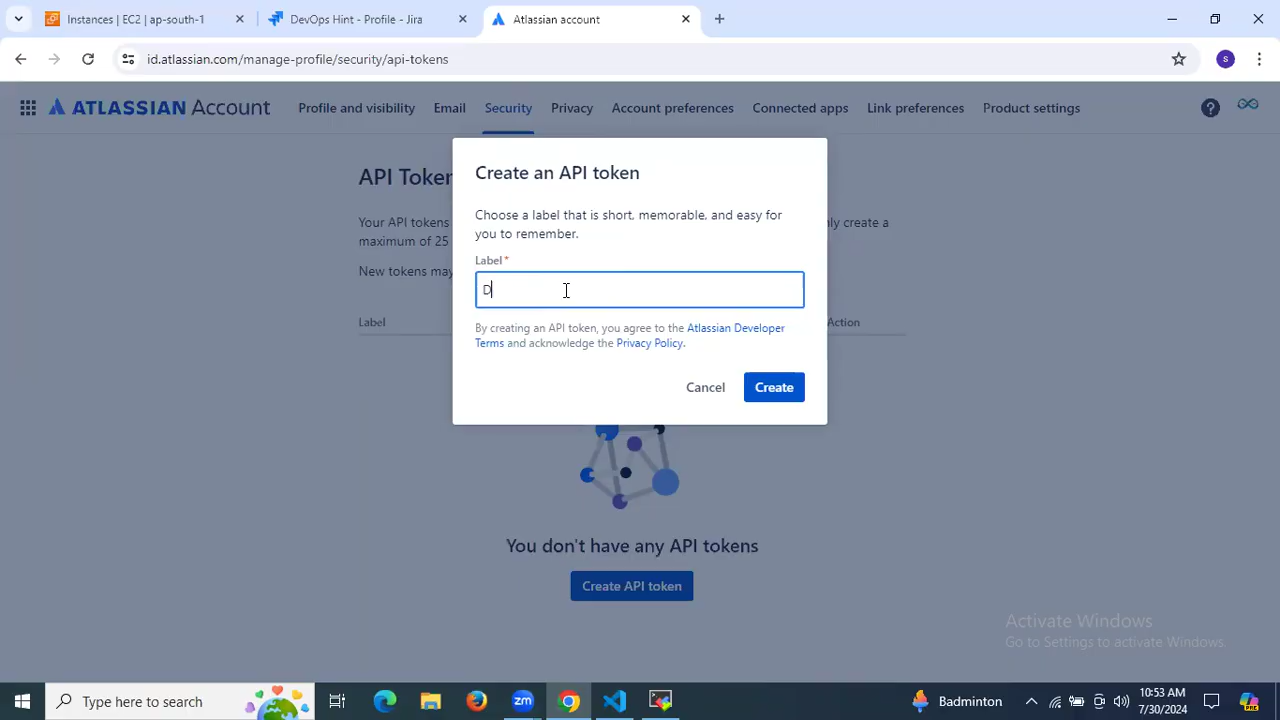 Instances | EC2 | ap-south-1
DevOps Hint - Profile - Jira
Atlassian account
id.atlassian.com/manage-profile/security/api-tokens
s
ATLASSIAN Account
Profile and visibility
Email
Security
Privacy
Account preferences
Connected apps
Link preferences
Product settings
API Token
Your API tokens
nly create a
maximum of 25
New tokens may
Label
Action
Create an API token
Choose a label that is short, memorable, and easy for
you to remember.
Label*
D
By creating an API token, you agree to the Atlassian Developer
Terms and acknowledge the Privacy Policy.
Cancel
Create
You don't have any API tokens
Create API token
Activate Windows
Go to Settings to activate Windows.
Type here to search
zm
Badminton
10:53 AM
7/30/2024
PRE